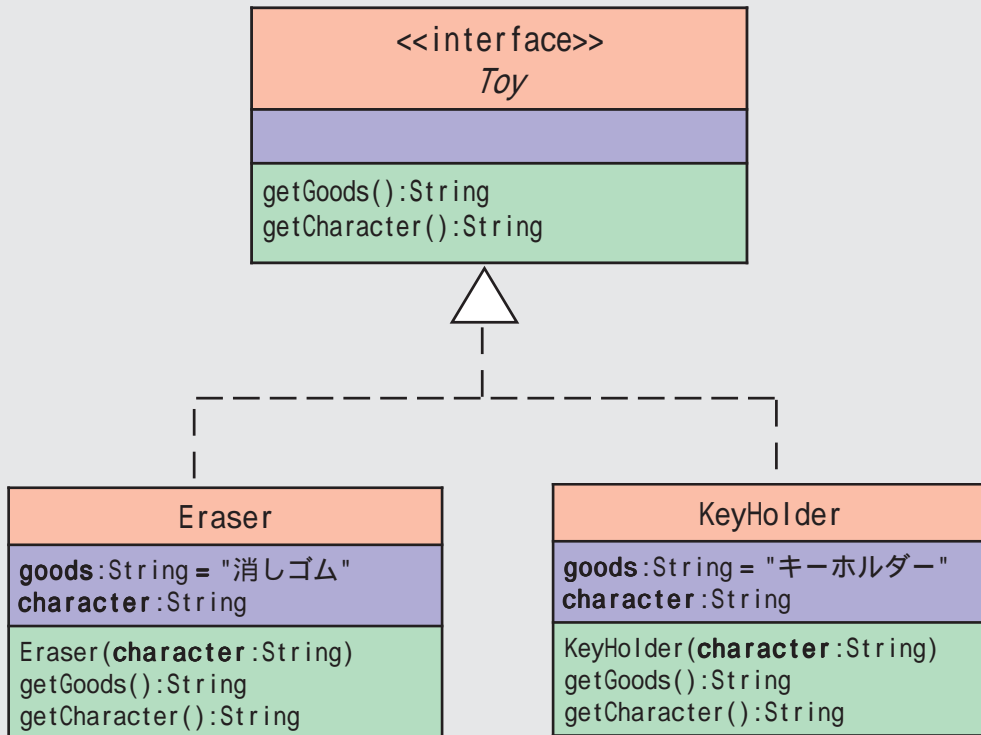 <<interface>>
Toy
getGoods():String
getCharacter():String
Eraser
goods:String = "消しゴム"
character:String
Eraser(character:String)
getGoods():String
getCharacter():String
KeyHolder
goods:String = "キーホルダー"
character:String
KeyHolder(character:String)
getGoods():String
getCharacter():String